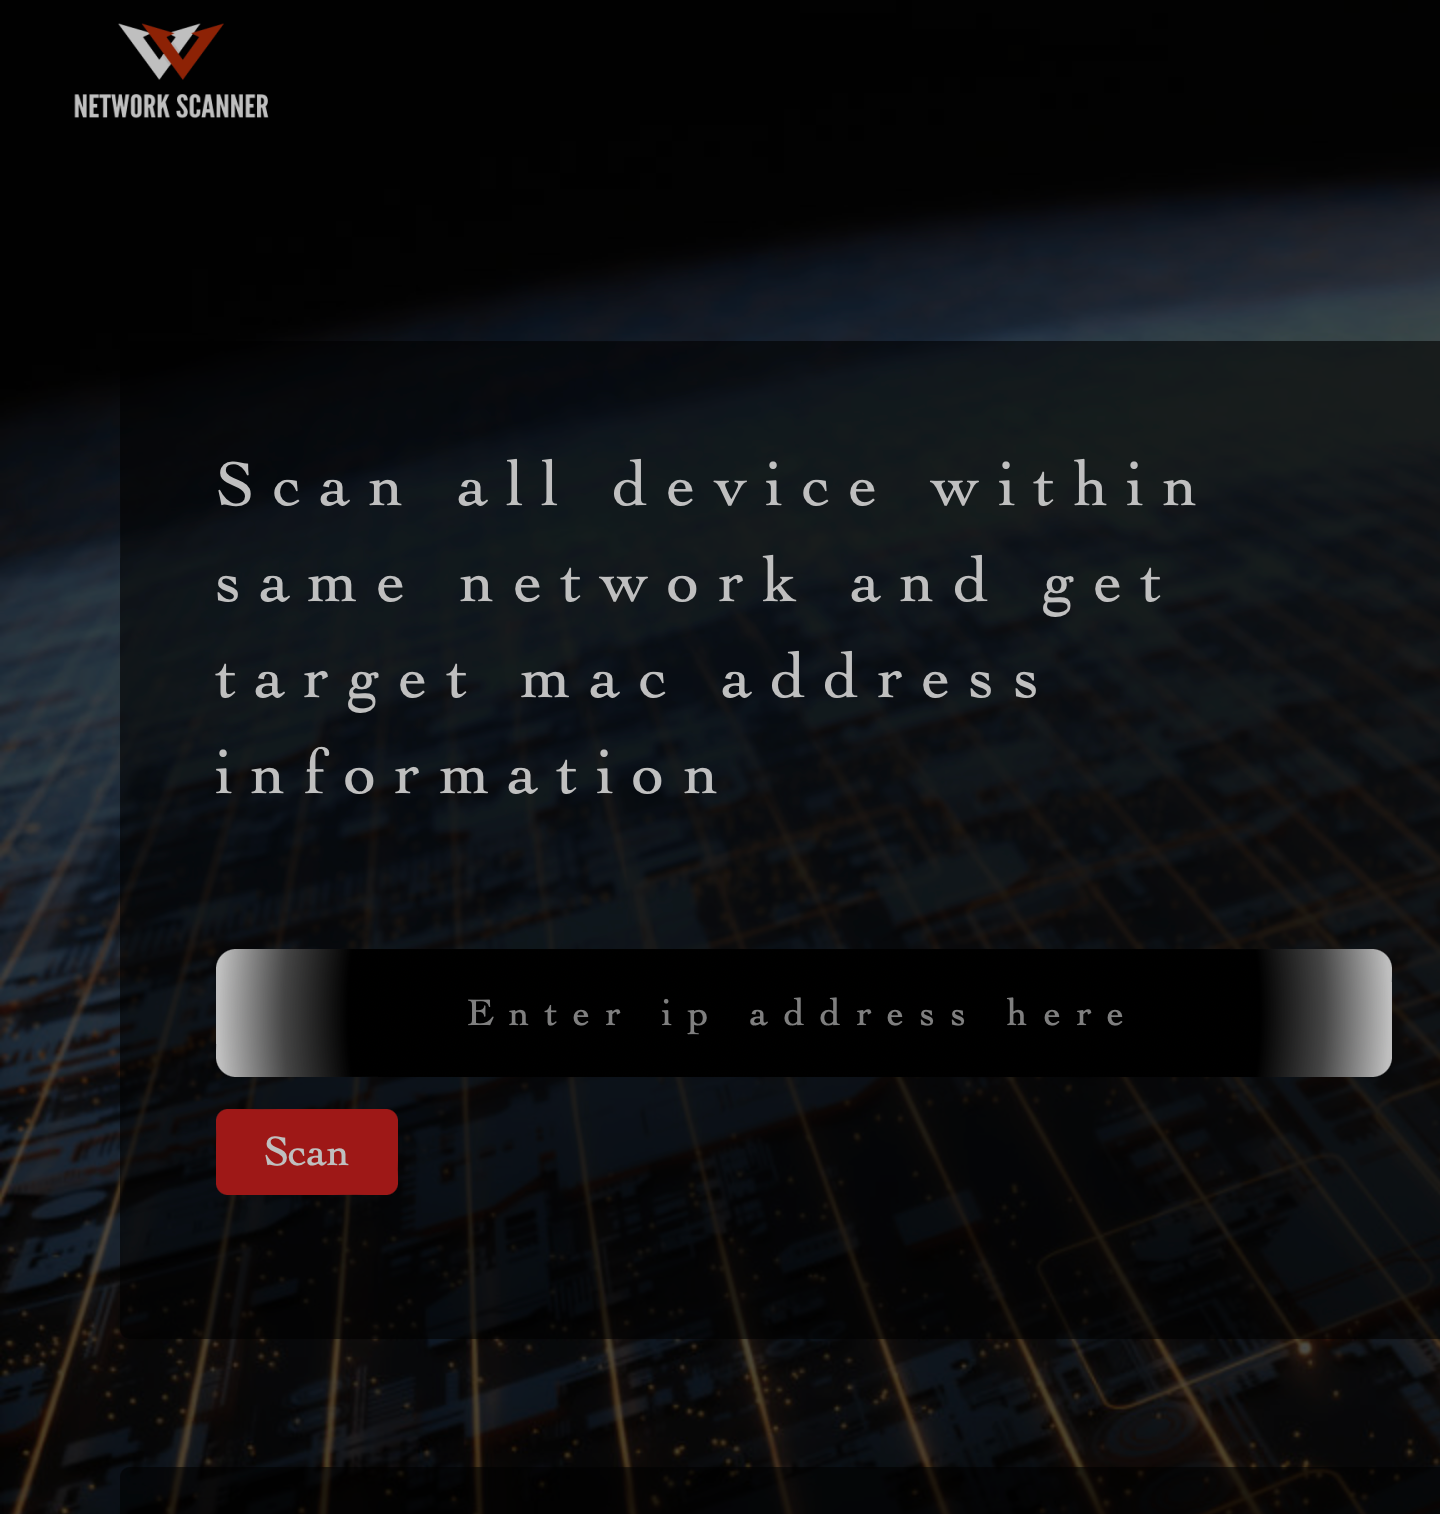 NETWORK SCANNER
Scan all device within
same network and get
target mac address
information
Enter ip address here
Scan